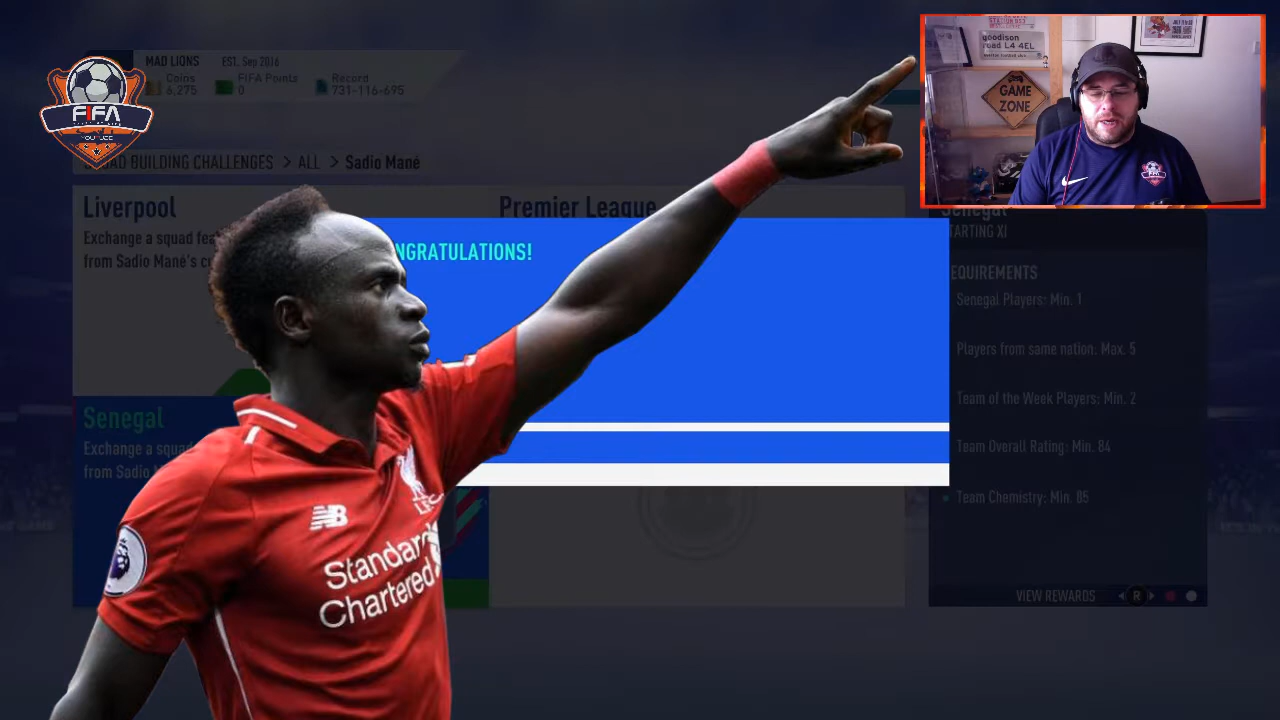 MAD LIONS EST. Sep 2016
Coins FIFA Points Record
6,275 0 731-116-695
FIFA
goodison
road L4 4EL
GAME
ZONE
BUILDING CHALLENGES > ALL > Sadio Mané
Liverpool
Exchange a squad
from Sadio Mané's
Premier League
NGRATULATIONS!
Senegal
STARTING XI
EQUIREMENTS
Senegal Players: Min. 1
Players from same nation: Max. 5
Team of the Week Players: Min. 2
Team Overall Rating: Min. 84
Team Chemistry: Min. 85
VIEW REWARDS R
Senegal
Exchange a squad
from Sadio
NB
Standard
Chartered